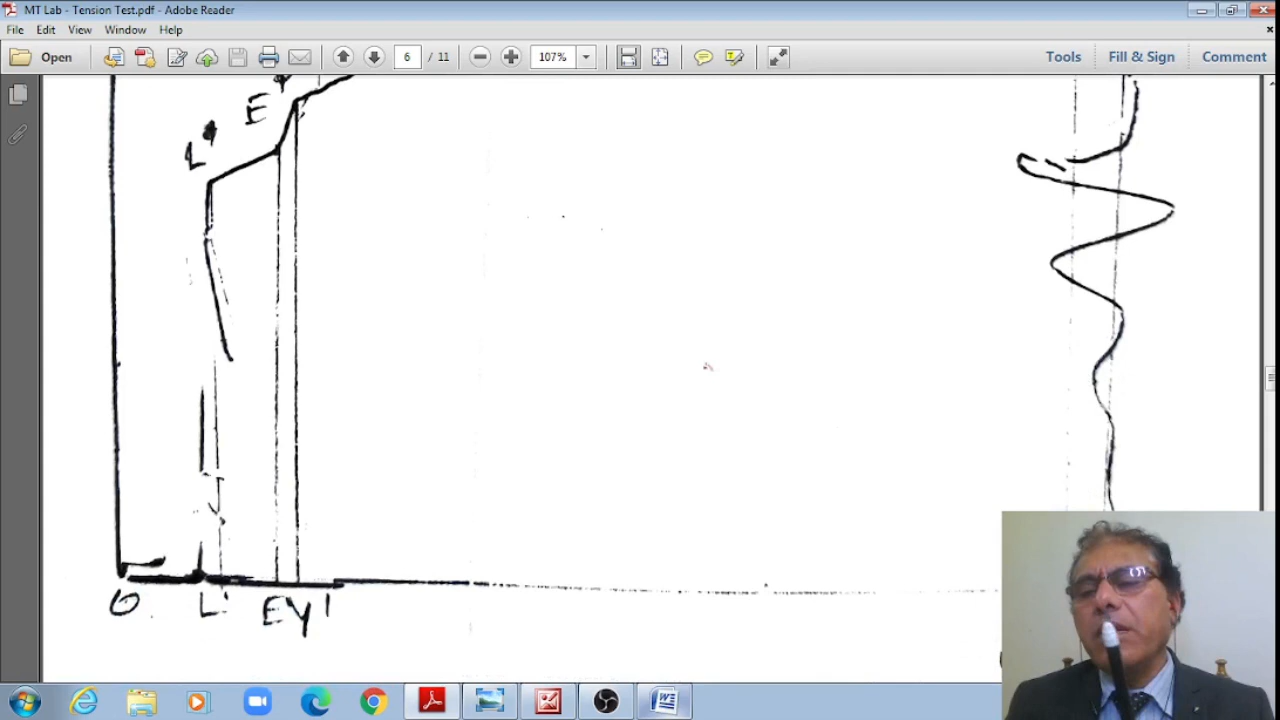 MT Lab - Tension Test.pdf - Adobe Reader
File Edit View Window Help
Open 6 / 11 107% Tools Fill & Sign Comment
E
L
O L' E Y'